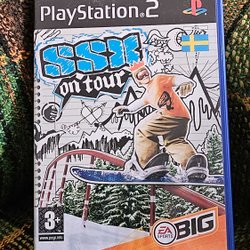 PlayStation 2
SSX
on tour
3+
www.pegi.info
EA SPORTS
BIG